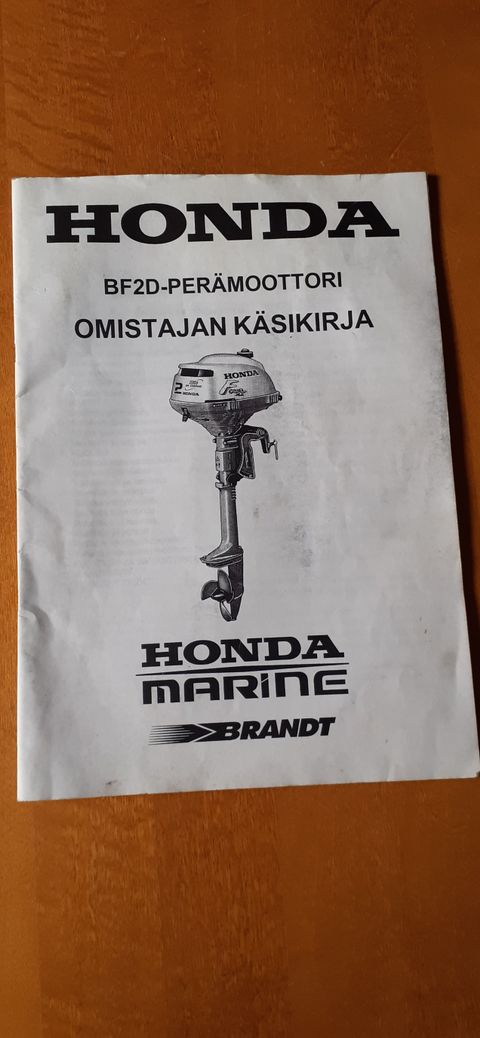 HONDA
BF2D-PERÄMOOTTORI
OMISTAJAN KÄSIKIRJA
HONDA
2
HONDA
HONDA
MARINE
BRANDT